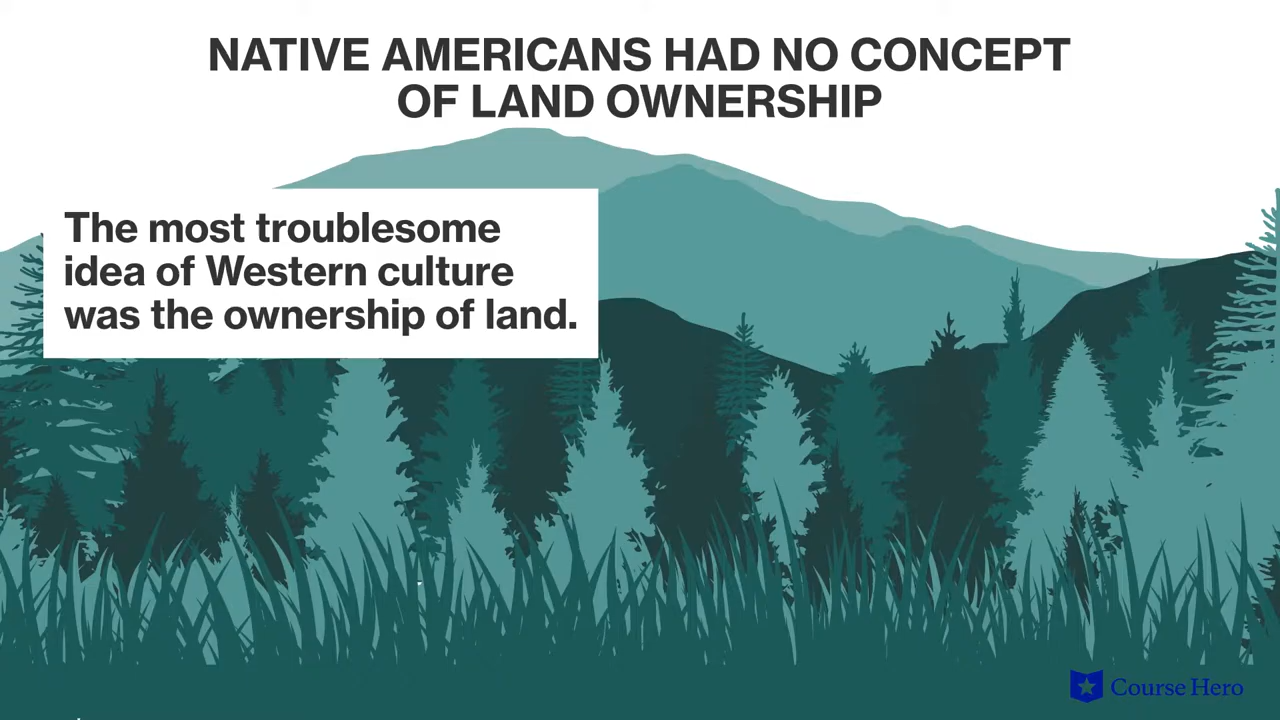 NATIVE AMERICANS HAD NO CONCEPT
OF LAND OWNERSHIP
The most troublesome
idea of Western culture
was the ownership of land.
Course Hero